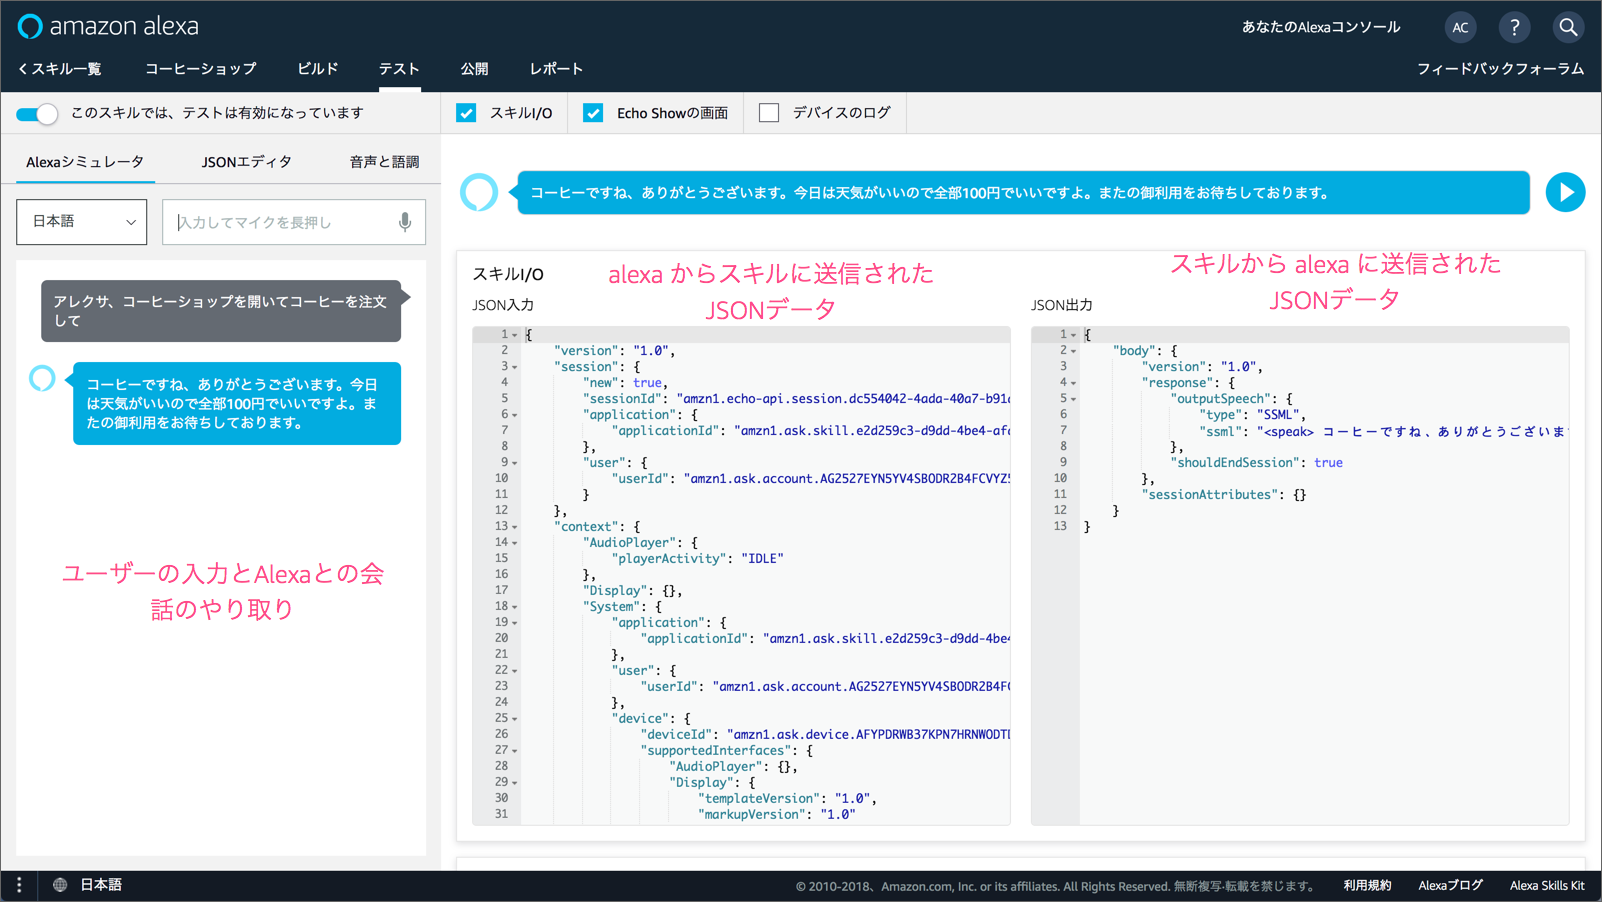 amazon alexa
あなたのAlexaコンソール
AC
?
スキル一覧
コーヒーショップ
ビルド
テスト
公開
レポート
フィードバックフォーラム
このスキルでは、テストは有効になっています
スキルI/O
Echo Showの画面
デバイスのログ
Alexaシミュレータ
JSONエディタ
音声と語調
日本語
入力してマイクを長押し
アレクサ、コーヒーショップを開いてコーヒーを注文
して
コーヒーですね、ありがとうございます。今日
は天気がいいので全部100円でいいですよ。ま
たの御利用をお待ちしております。
ユーザーの入力とAlexaとの会
話のやり取り
コーヒーですね、ありがとうございます。今日は天気がいいので全部100円でいいですよ。またの御利用をお待ちしております。
スキルI/O
alexa からスキルに送信された
JSONデータ
JSON入力
1 {
2 "version": "1.0",
3 "session": {
4 "new": true,
5 "sessionId": "amzn1.echo-api.session.dc554042-4ada-40a7-b91
6 "application": {
7 "applicationId": "amzn1.ask.skill.e2d259c3-d9dd-4be4-af
8 },
9 "user": {
10 "userId": "amzn1.ask.account.AG2527EYN5YV4SBODR2B4FCVYZ
11 }
12 },
13 "context": {
14 "AudioPlayer": {
15 "playerActivity": "IDLE"
16 },
17 "Display": {},
18 "System": {
19 "application": {
20 "applicationId": "amzn1.ask.skill.e2d259c3-d9dd-4be
21 },
22 "user": {
23 "userId": "amzn1.ask.account.AG2527EYN5YV4SBODR2B4F
24 },
25 "device": {
26 "deviceId": "amzn1.ask.device.AFYPDRWB37KPN7HRNWODT
27 "supportedInterfaces": {
28 "AudioPlayer": {},
29 "Display": {
30 "templateVersion": "1.0",
31 "markupVersion": "1.0"
スキルから alexa に送信された
JSONデータ
JSON出力
1 {
2 "body": {
3 "version": "1.0",
4 "response": {
5 "outputSpeech": {
6 "type": "SSML",
7 "ssml": "<speak> コーヒーですね、ありがとうございま
8 },
9 "shouldEndSession": true
10 },
11 "sessionAttributes": {}
12 }
13 }
日本語
© 2010-2018、Amazon.com, Inc. or its affiliates. All Rights Reserved. 無断複写·転載を禁じます。
利用規約
Alexaブログ
Alexa Skills Kit